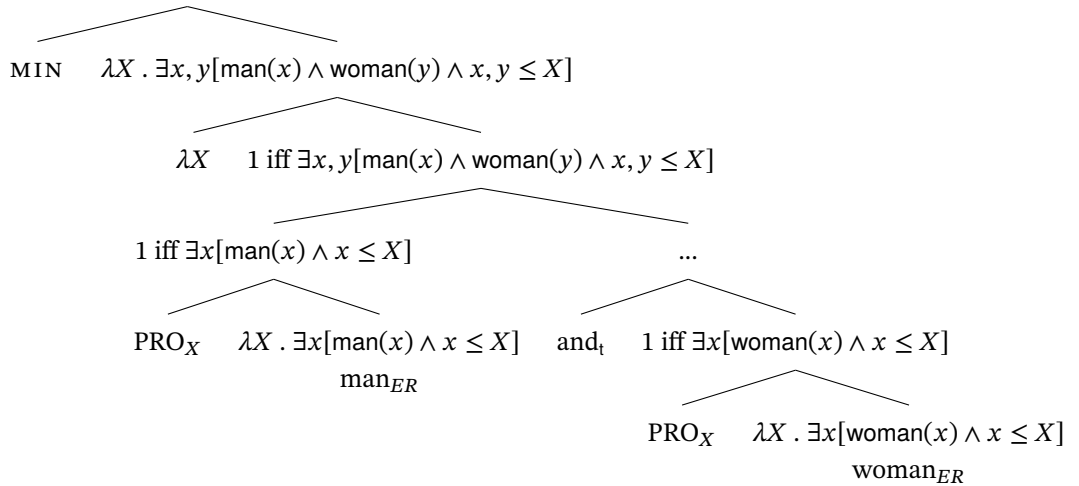 MIN λX . ∃x, y[man(x) ∧ woman(y) ∧ x, y ≤ X]
λX 1 iff ∃x, y[man(x) ∧ woman(y) ∧ x, y ≤ X]
1 iff ∃x[man(x) ∧ x ≤ X] ...
PRO_X λX . ∃x[man(x) ∧ x ≤ X] and_t 1 iff ∃x[woman(x) ∧ x ≤ X]
man_ER
PRO_X λX . ∃x[woman(x) ∧ x ≤ X]
woman_ER